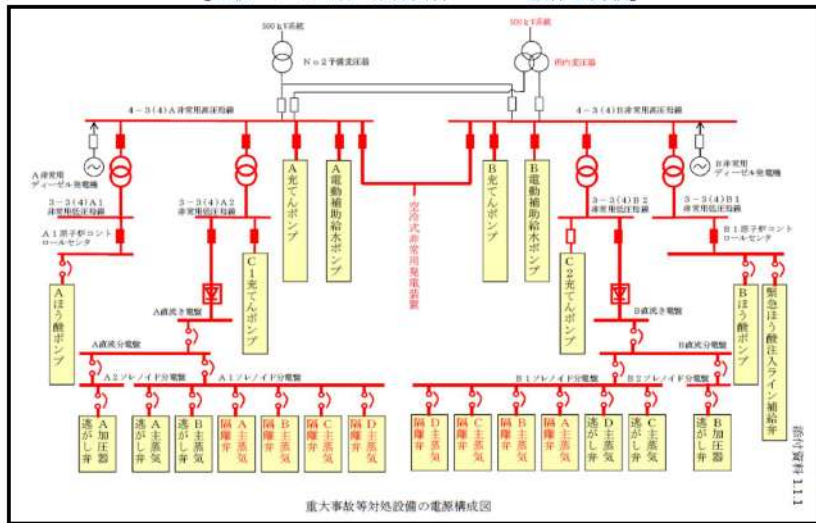 500kV系統
500kV系統
No2予備変圧器
所内変圧器
4-3(4)A非常用高圧母線
4-3(4)B非常用高圧母線
A非常用
ディーゼル発電機
B非常用
ディーゼル発電機
A充てんポンプ
A電動補助給水ポンプ
空冷式非常用発電装置
B充てんポンプ
B電動補助給水ポンプ
3-3(4)A1
非常用低圧母線
3-3(4)A2
非常用低圧母線
3-3(4)B2
非常用低圧母線
3-3(4)B1
非常用低圧母線
A1原子炉コント
ロールセンタ
B1原子炉コント
ロールセンタ
Aほう酸ポンプ
C1充てんポンプ
C2充てんポンプ
Bほう酸ポンプ
緊急ほう酸注入ライン補給弁
A直流き電盤
B直流き電盤
A直流分電盤
B直流分電盤
A2ソレノイド分電盤
A1ソレノイド分電盤
B1ソレノイド分電盤
B2ソレノイド分電盤
A加圧器
逃がし弁
A主蒸気
逃がし弁
B主蒸気
逃がし弁
A主蒸気
隔離弁
B主蒸気
隔離弁
C主蒸気
隔離弁
D主蒸気
隔離弁
D主蒸気
隔離弁
C主蒸気
隔離弁
B主蒸気
隔離弁
A主蒸気
隔離弁
D主蒸気
逃がし弁
C主蒸気
逃がし弁
B加圧器
逃がし弁
添付資料 1.1.1
重大事故等対処設備の電源構成図